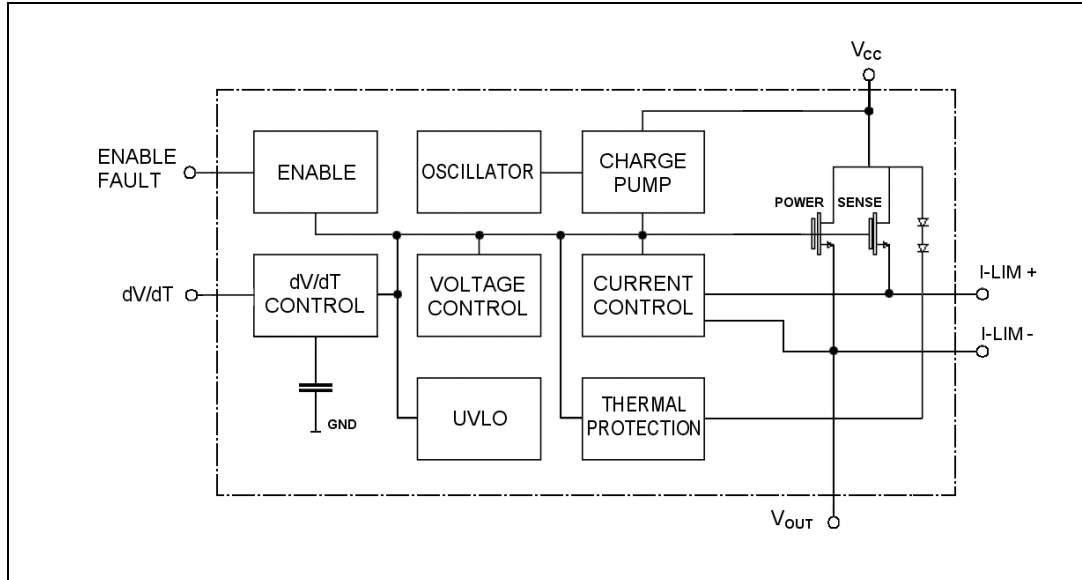 VCC
ENABLE
FAULT
ENABLE
OSCILLATOR
CHARGE
PUMP
POWER
SENSE
dV/dT
dV/dT
CONTROL
VOLTAGE
CONTROL
CURRENT
CONTROL
I-LIM +
I-LIM -
GND
UVLO
THERMAL
PROTECTION
VOUT